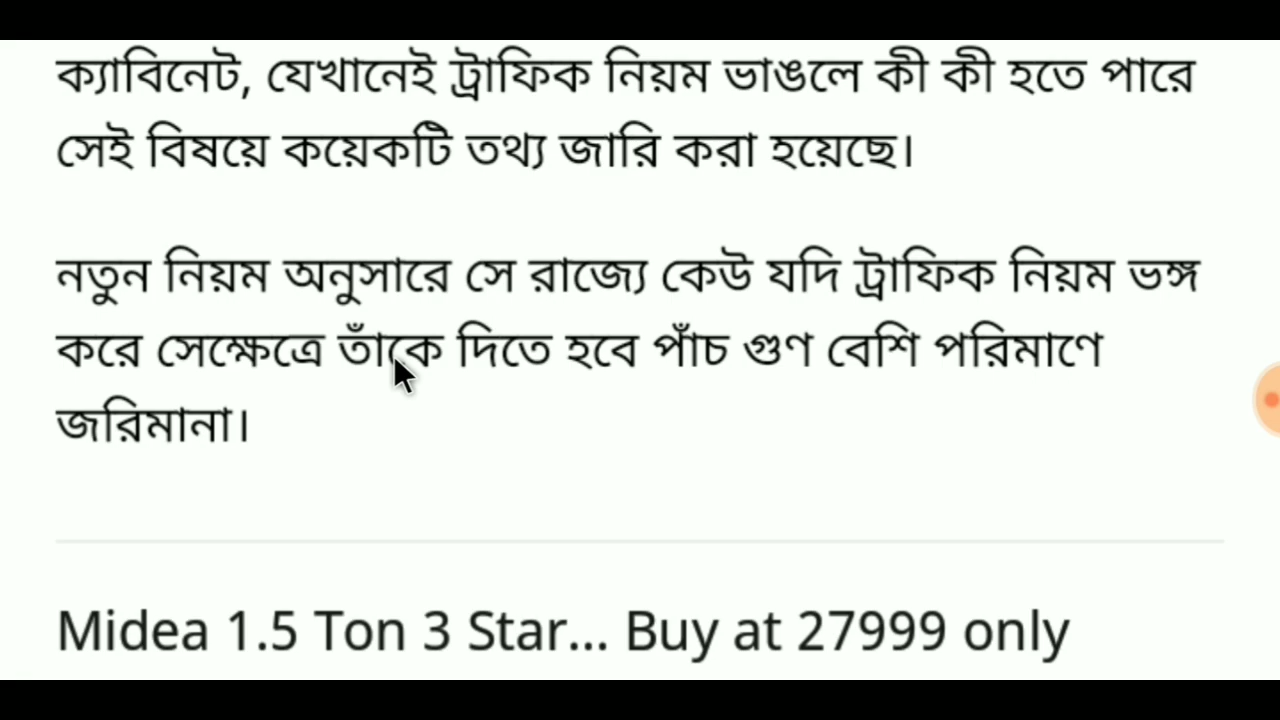 ক্যাবিনেট, যেখানেই ট্রাফিক নিয়ম ভাঙলে কী কী হতে পারে
সেই বিষয়ে কয়েকটি তথ্য জারি করা হয়েছে।
নতুন নিয়ম অনুসারে সে রাজ্যে কেউ যদি ট্রাফিক নিয়ম ভঙ্গ
করে সেক্ষেত্রে তাঁকে দিতে হবে পাঁচ গুণ বেশি পরিমাণে
জরিমানা।
Midea 1.5 Ton 3 Star... Buy at 27999 only